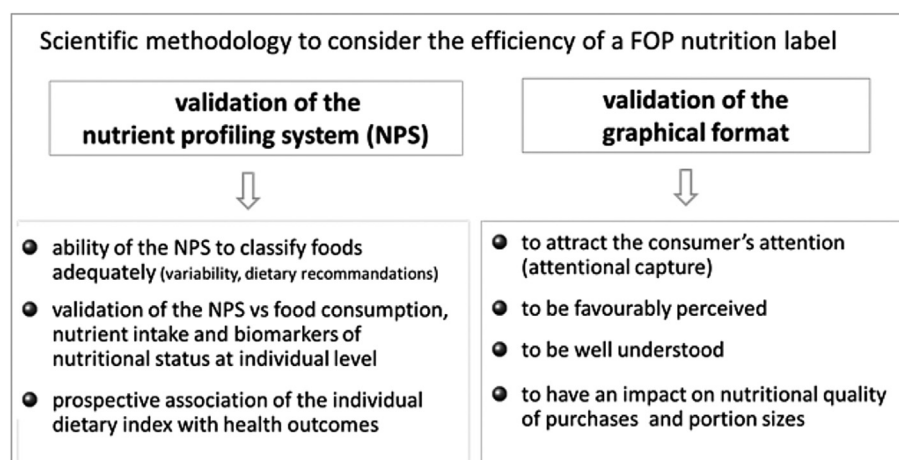 Scientific methodology to consider the efficiency of a FOP nutrition label
validation of the
nutrient profiling system (NPS)
ability of the NPS to classify foods
adequately (variability, dietary recommandations)
validation of the NPS vs food consumption,
nutrient intake and biomarkers of
nutritional status at individual level
prospective association of the individual
dietary index with health outcomes
validation of the
graphical format
to attract the consumer’s attention
(attentional capture)
to be favourably perceived
to be well understood
to have an impact on nutritional quality
of purchases and portion sizes